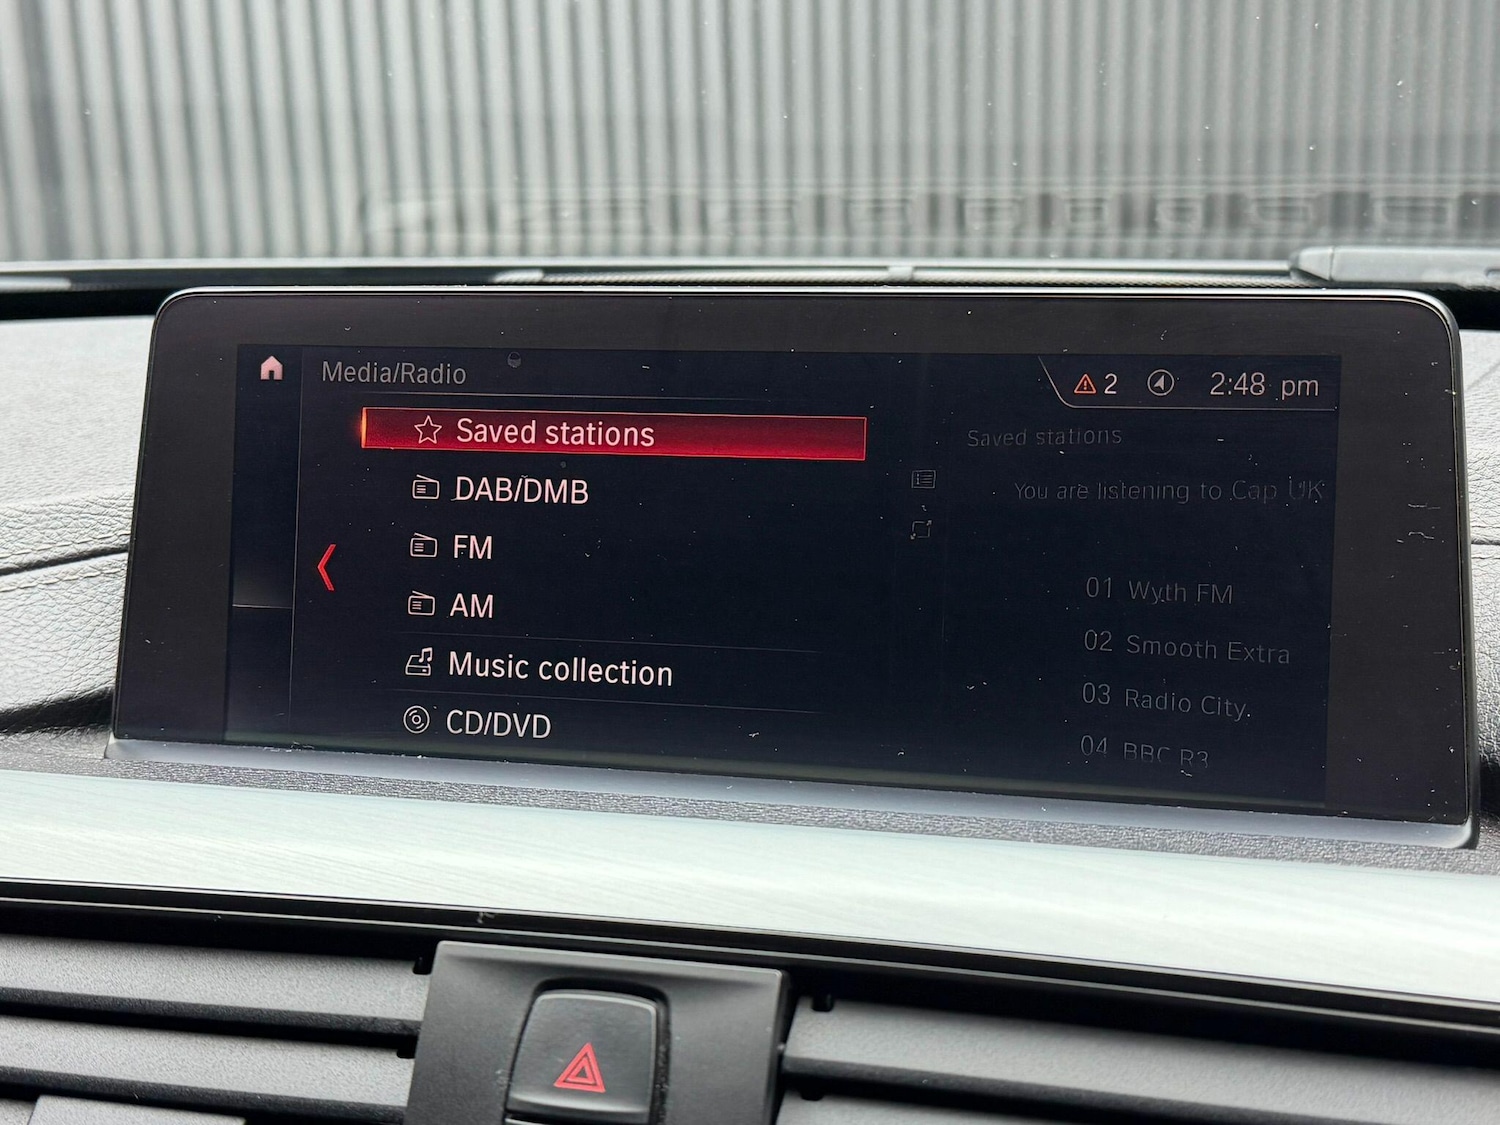 Media/Radio
2
2:48 pm
Saved stations
DAB/DMB
FM
AM
Music collection
CD/DVD
Saved stations
You are listening to Cap UK
01 Wyth FM
02 Smooth Extra
03 Radio City.
04 BBC R3